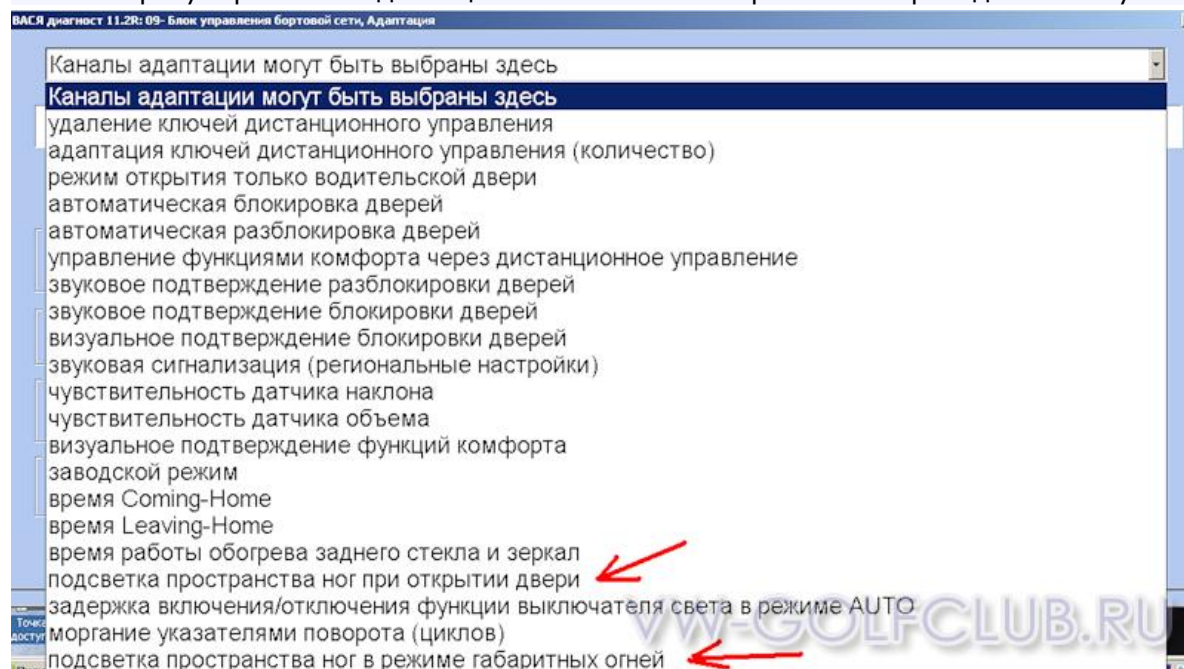 ВАСЯ диагност 11.2R: 09- Блок управления бортовой сети, Адаптация
Каналы адаптации могут быть выбраны здесь
Каналы адаптации могут быть выбраны здесь
удаление ключей дистанционного управления
адаптация ключей дистанционного управления (количество)
режим открытия только водительской двери
автоматическая блокировка дверей
автоматическая разблокировка дверей
управление функциями комфорта через дистанционное управление
звуковое подтверждение разблокировки дверей
звуковое подтверждение блокировки дверей
визуальное подтверждение блокировки дверей
звуковая сигнализация (региональные настройки)
чувствительность датчика наклона
чувствительность датчика объема
визуальное подтверждение функций комфорта
заводской режим
время Coming-Home
время Leaving-Home
время работы обогрева заднего стекла и зеркал
подсветка пространства ног при открытии двери
задержка включения/отключения функции выключателя света в режиме AUTO
моргание указателями поворота (циклов)
подсветка пространства ног в режиме габаритных огней
VW-GOLFCLUB.RU